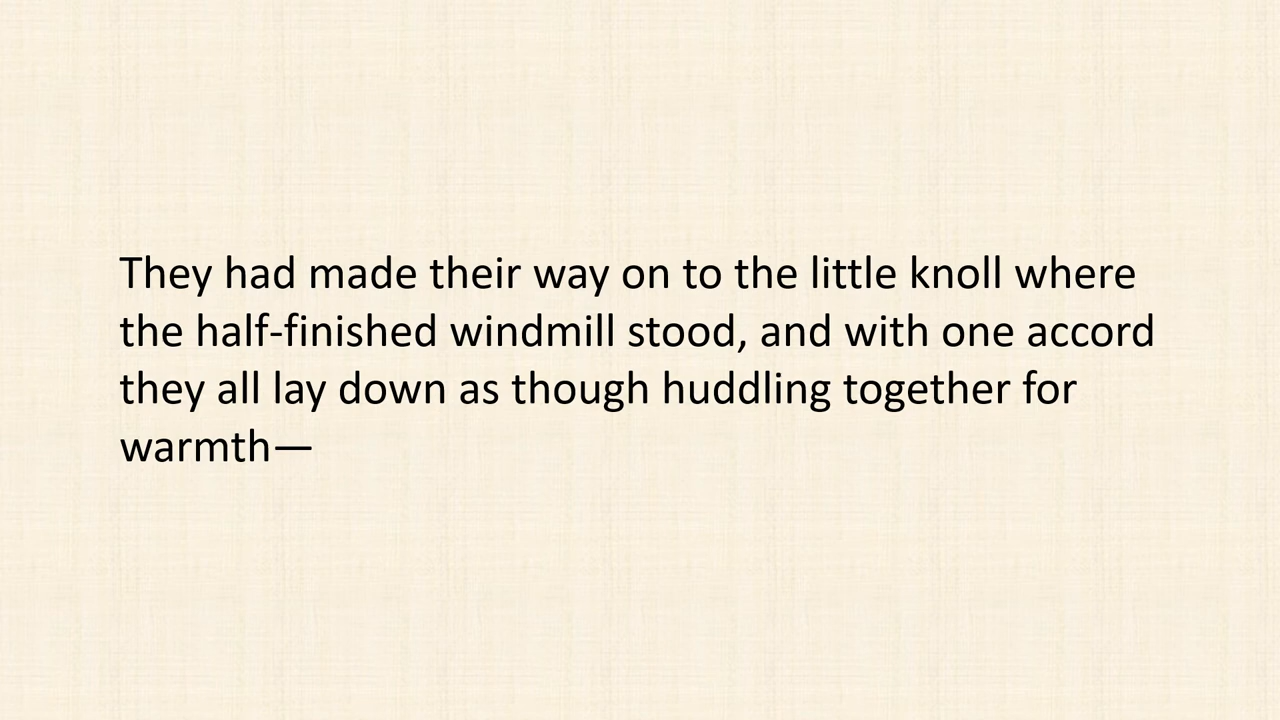 They had made their way on to the little knoll where
the half-finished windmill stood, and with one accord
they all lay down as though huddling together for
warmth—